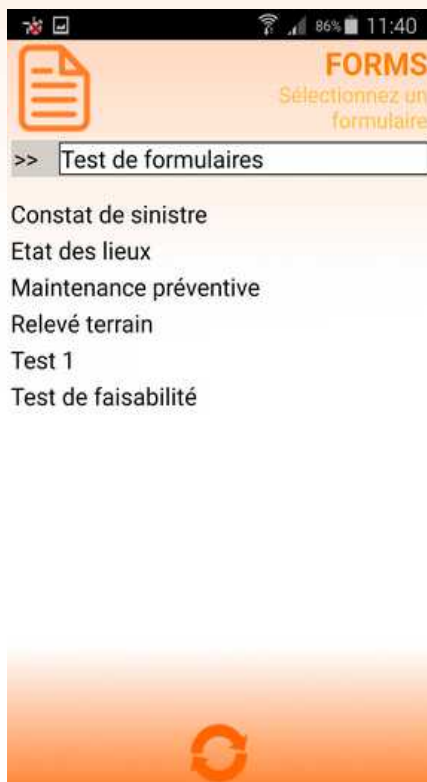 86% 11:40
FORMS
Sélectionnez un
formulaire
>> Test de formulaires
Constat de sinistre
Etat des lieux
Maintenance préventive
Relevé terrain
Test 1
Test de faisabilité